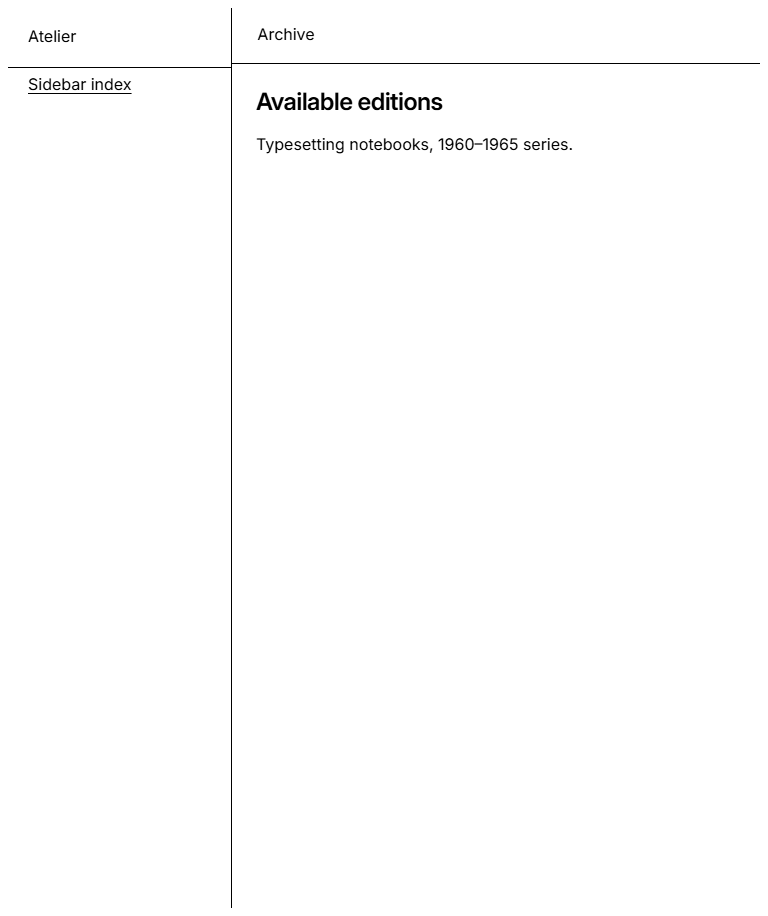 Atelier
Sidebar index
Archive
Available editions
Typesetting notebooks, 1960–1965 series.